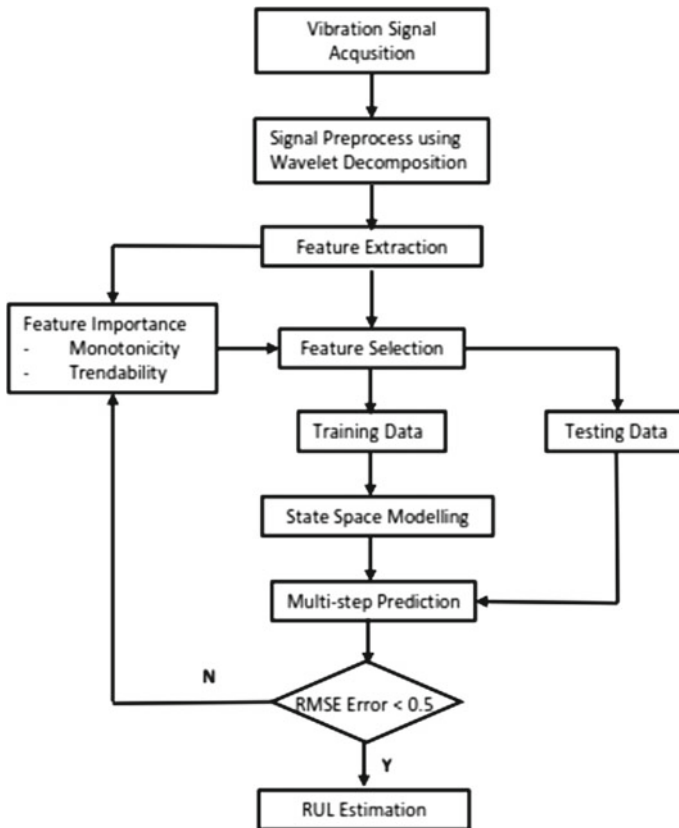 Vibration Signal
Acqusition
Signal Preprocess using
Wavelet Decomposition
Feature Extraction
Feature Importance
- Monotonicity
- Trendability
Feature Selection
Training Data
Testing Data
State Space Modelling
Multi-step Prediction
N
RMSE Error < 0.5
Y
RUL Estimation